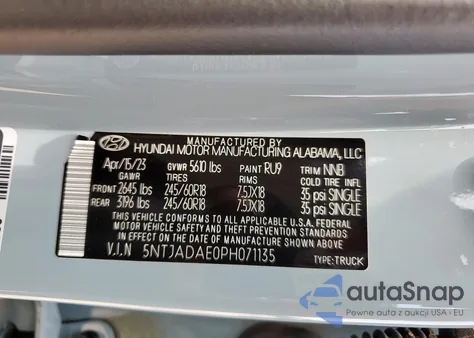 MANUFACTURED BY
HYUNDAI MOTOR MANUFACTURING ALABAMA, LLC
Apr/15/23 GVWR 5610 lbs PAINT RU9 TRIM NNB
GAWR TIRES RIMS COLD TIRE INFL
FRONT 2645 lbs 245/60R18 7.5JX18 35 psi SINGLE
REAR 3196 lbs 245/60R18 7.5JX18 35 psi SINGLE
THIS VEHICLE CONFORMS TO ALL APPLICABLE U.S.A. FEDERAL
MOTOR VEHICLE SAFETY AND THEFT PREVENTION STANDARDS
IN EFFECT ON THE DATE OF MANUFACTURE SHOWN ABOVE.
V.I.N 5NTJADAE0PH071135
TYPE:TRUCK
autoSnap
Pewne auta z USA i EU